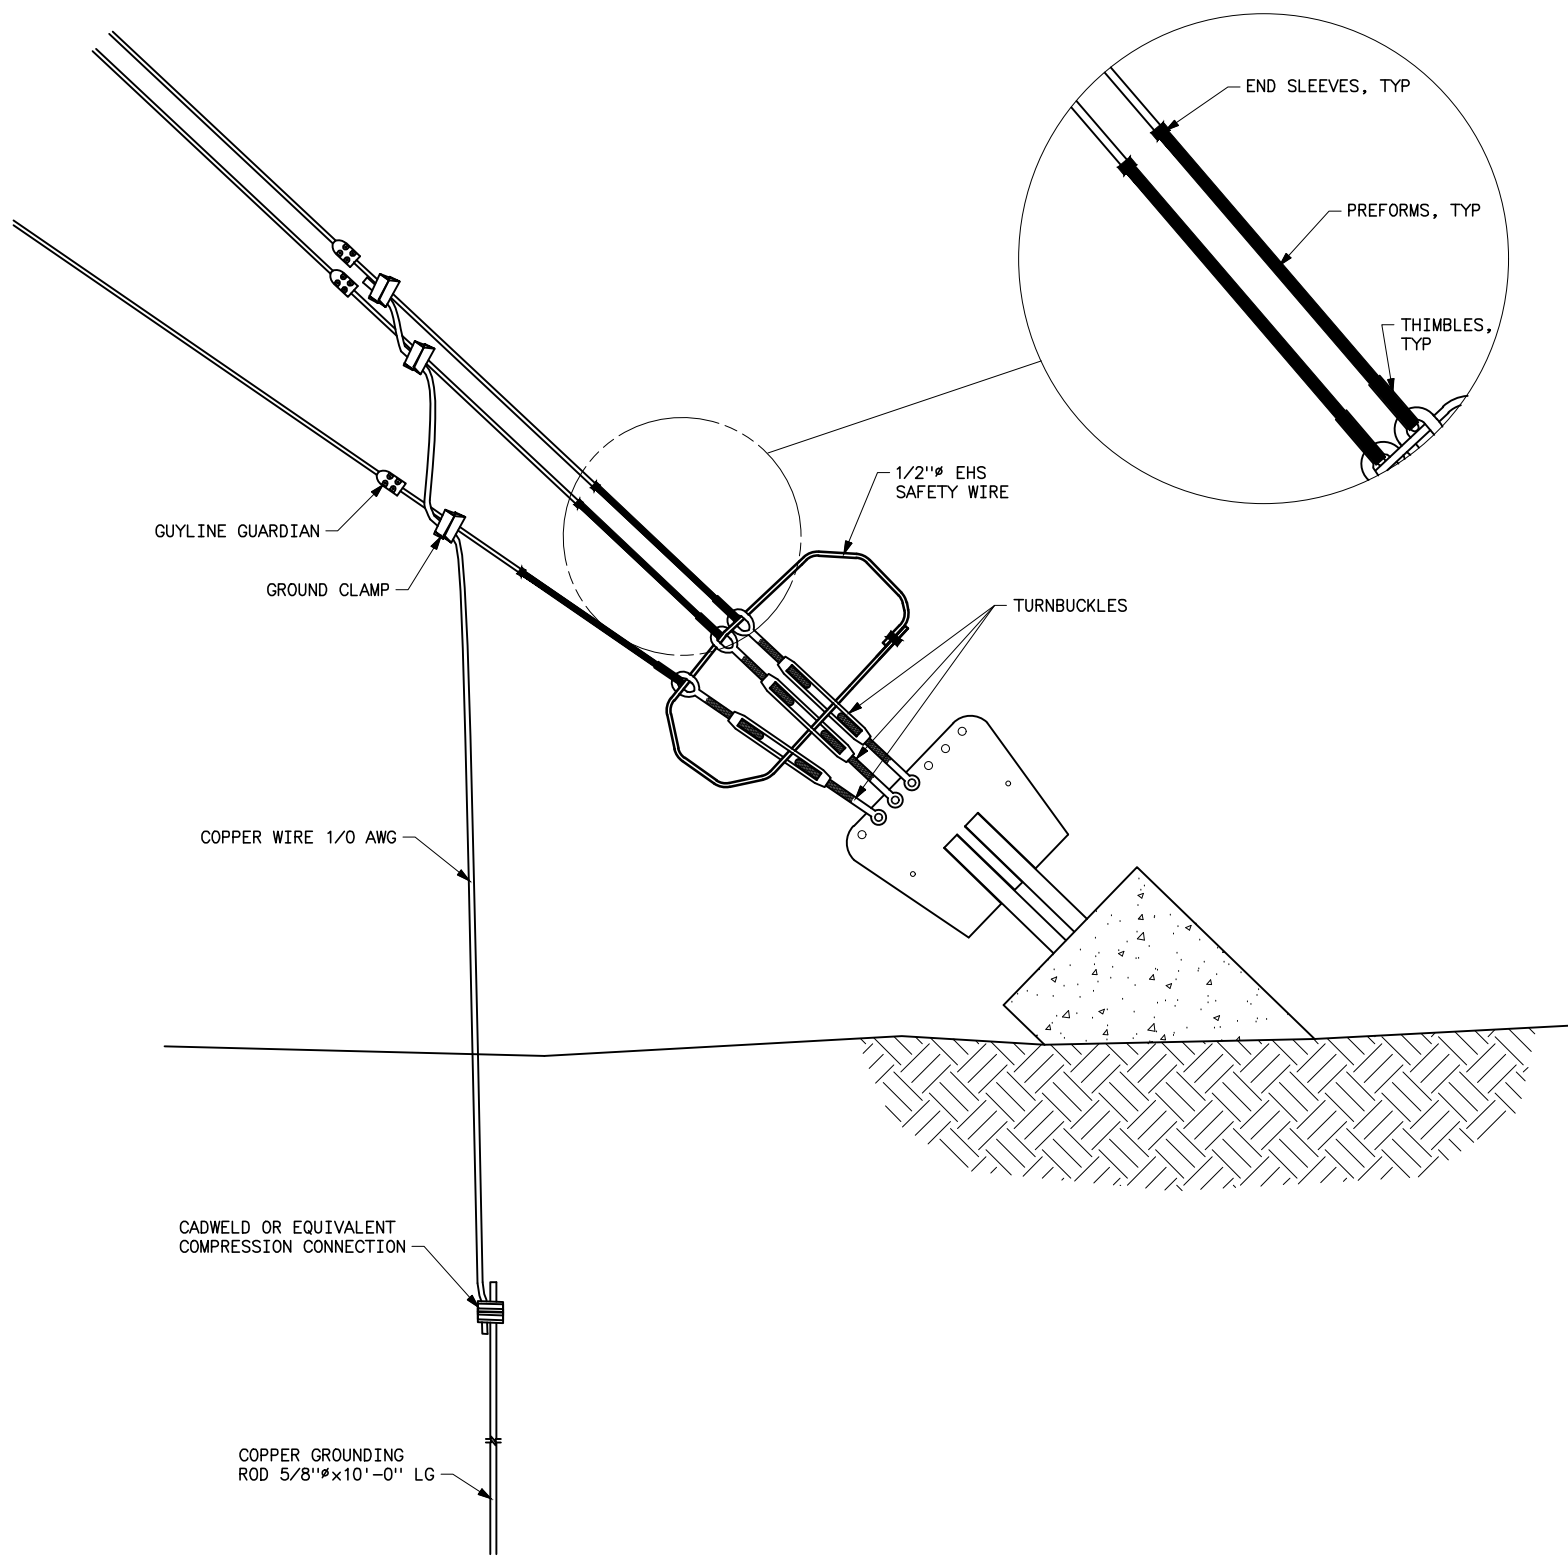 END SLEEVES, TYP
PREFORMS, TYP
THIMBLES,
TYP
1/2"ø EHS
SAFETY WIRE
GUYLINE GUARDIAN
GROUND CLAMP
TURNBUCKLES
COPPER WIRE 1/0 AWG
CADWELD OR EQUIVALENT
COMPRESSION CONNECTION
COPPER GROUNDING
ROD 5/8"øx10'-0" LG